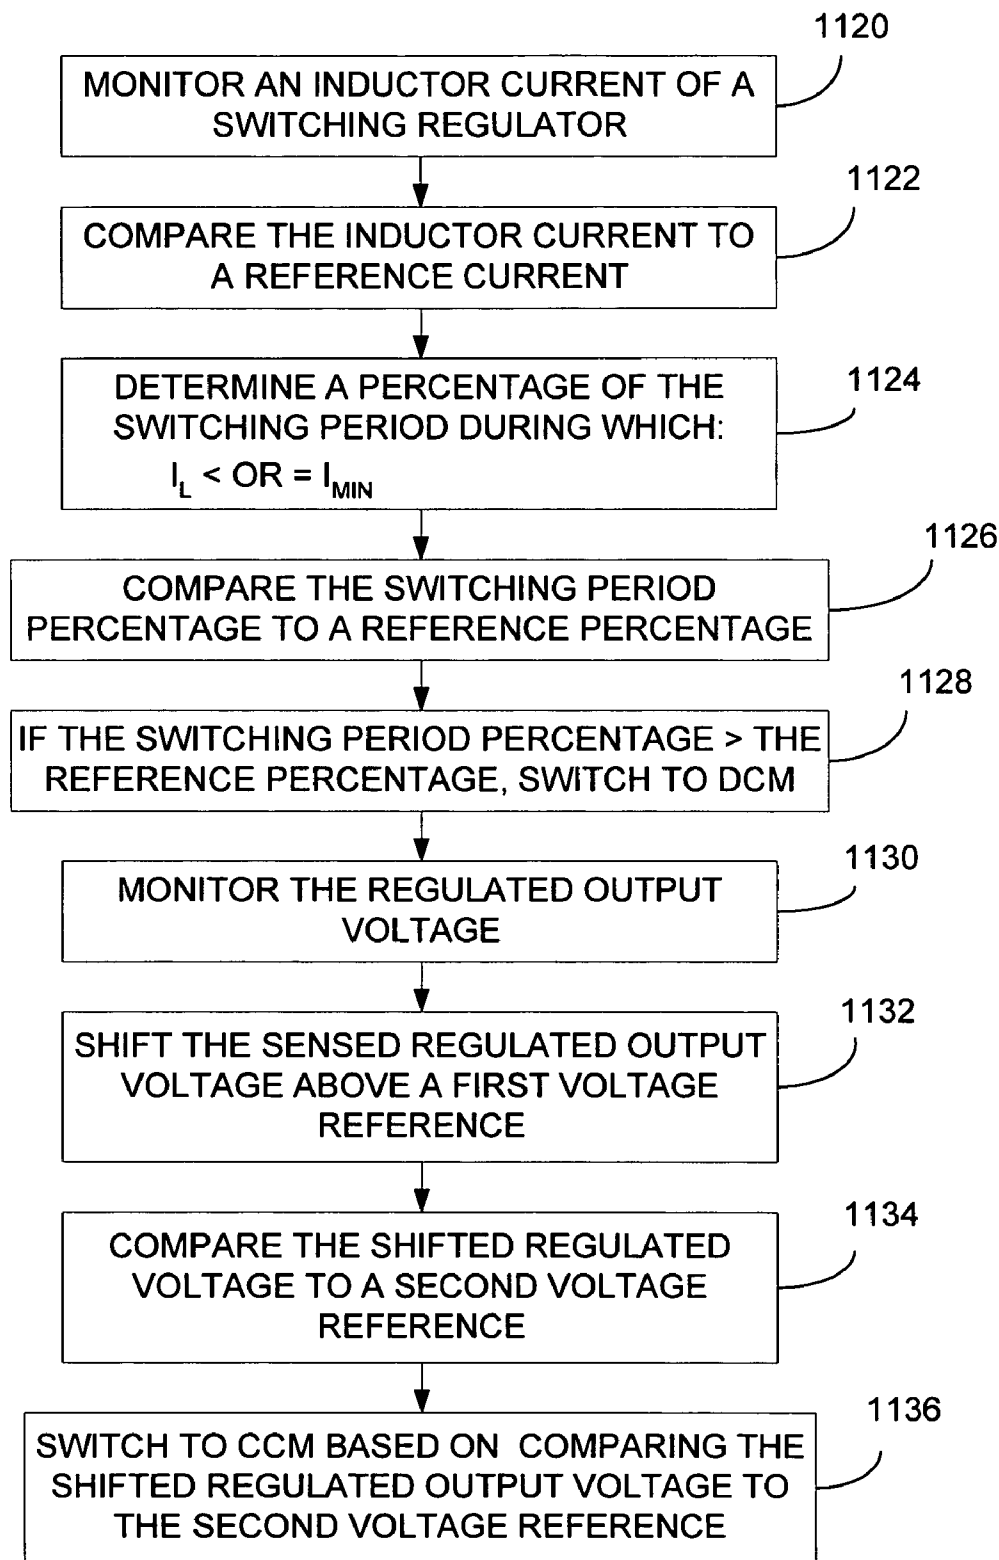 1120
MONITOR AN INDUCTOR CURRENT OF A
SWITCHING REGULATOR
1122
COMPARE THE INDUCTOR CURRENT TO
A REFERENCE CURRENT
1124
DETERMINE A PERCENTAGE OF THE
SWITCHING PERIOD DURING WHICH:
I_L < OR = I_MIN
1126
COMPARE THE SWITCHING PERIOD
PERCENTAGE TO A REFERENCE PERCENTAGE
1128
IF THE SWITCHING PERIOD PERCENTAGE > THE
REFERENCE PERCENTAGE, SWITCH TO DCM
1130
MONITOR THE REGULATED OUTPUT
VOLTAGE
1132
SHIFT THE SENSED REGULATED OUTPUT
VOLTAGE ABOVE A FIRST VOLTAGE
REFERENCE
1134
COMPARE THE SHIFTED REGULATED
VOLTAGE TO A SECOND VOLTAGE
REFERENCE
1136
SWITCH TO CCM BASED ON COMPARING THE
SHIFTED REGULATED OUTPUT VOLTAGE TO
THE SECOND VOLTAGE REFERENCE